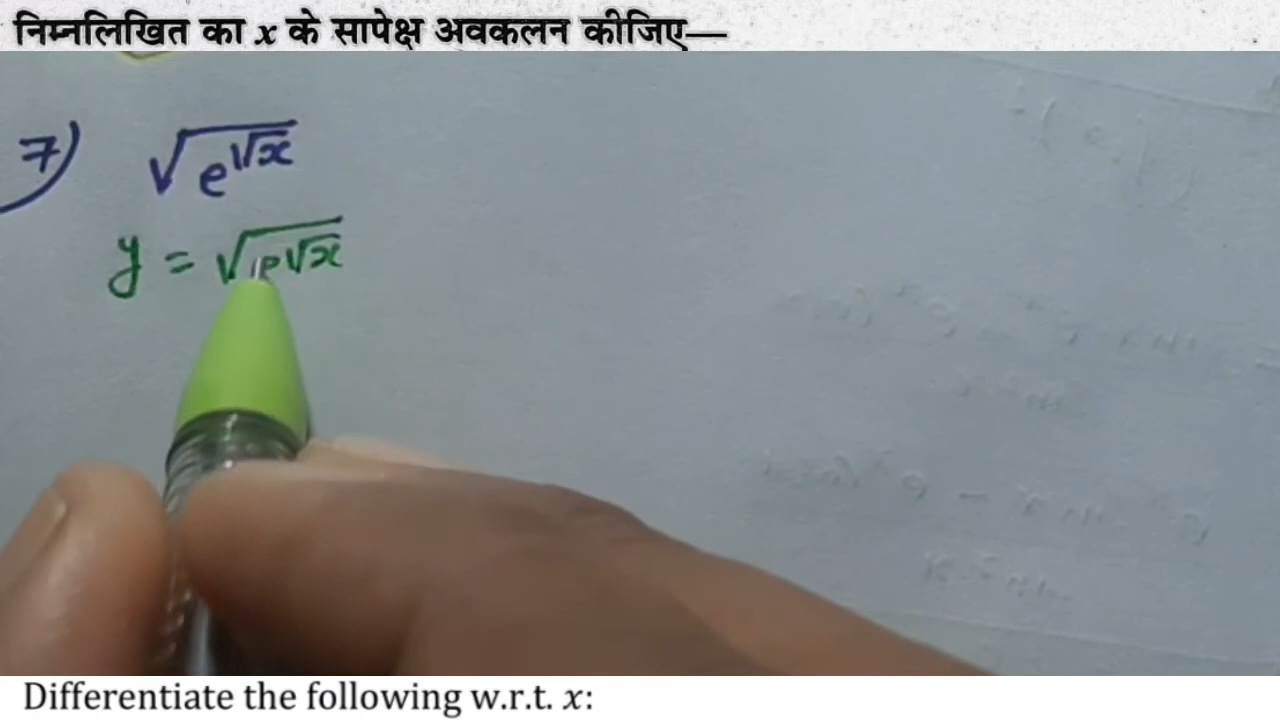 निम्नलिखित का x के सापेक्ष अवकलन कीजिए—
7) √e^√x
y = √e^√x
Differentiate the following w.r.t. x: